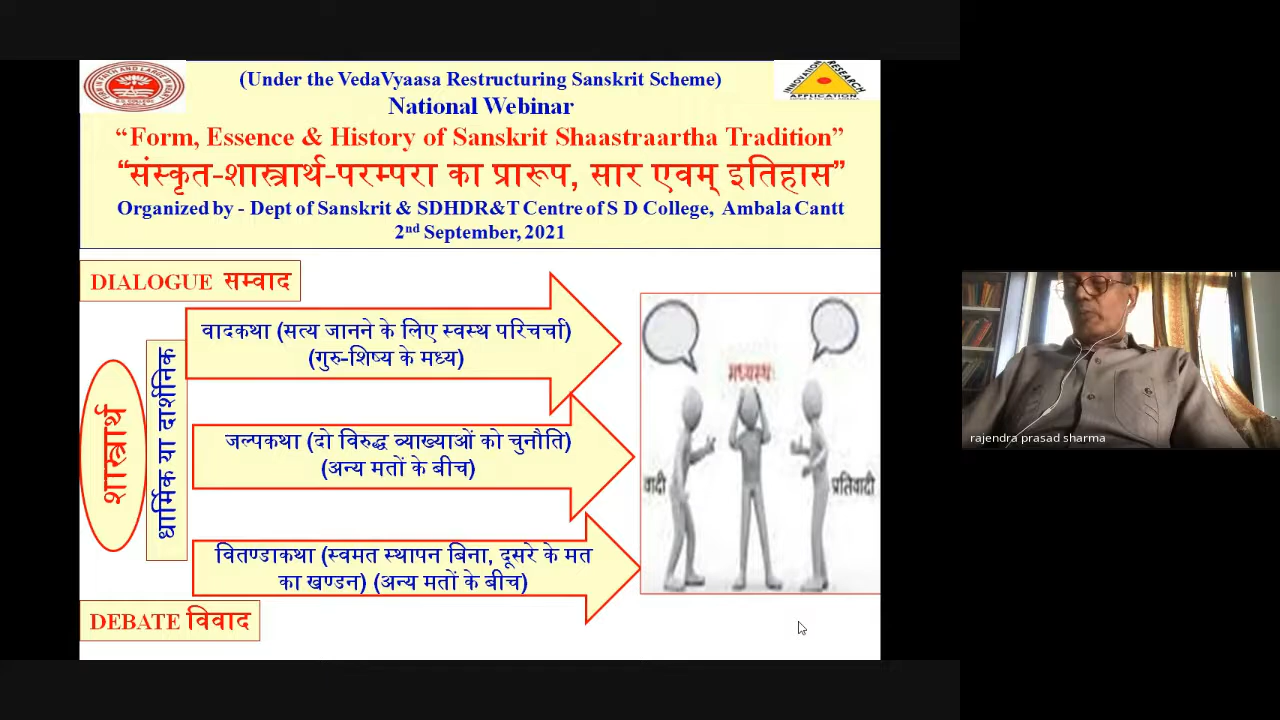 (Under the VedaVyaasa Restructuring Sanskrit Scheme)
National Webinar
“Form, Essence & History of Sanskrit Shaastraartha Tradition”
“संस्कृत-शास्त्रार्थ-परम्परा का प्रारूप, सार एवम् इतिहास”
Organized by - Dept of Sanskrit & SDHDR&T Centre of S D College, Ambala Cantt
2nd September, 2021
DIALOGUE सम्वाद
शास्त्रार्थ
धार्मिक या दार्शनिक
वादकथा (सत्य जानने के लिए स्वस्थ परिचर्चा)
(गुरु-शिष्य के मध्य)
जल्पकथा (दो विरुद्ध व्याख्याओं को चुनौति)
(अन्य मतों के बीच)
वितण्डाकथा (स्वमत स्थापन बिना, दूसरे के मत
का खण्डन) (अन्य मतों के बीच)
DEBATE विवाद
मध्यस्थः
वादी
प्रतिवादी
INNOVATION RESEARCH
APPLICATION
rajendra prasad sharma